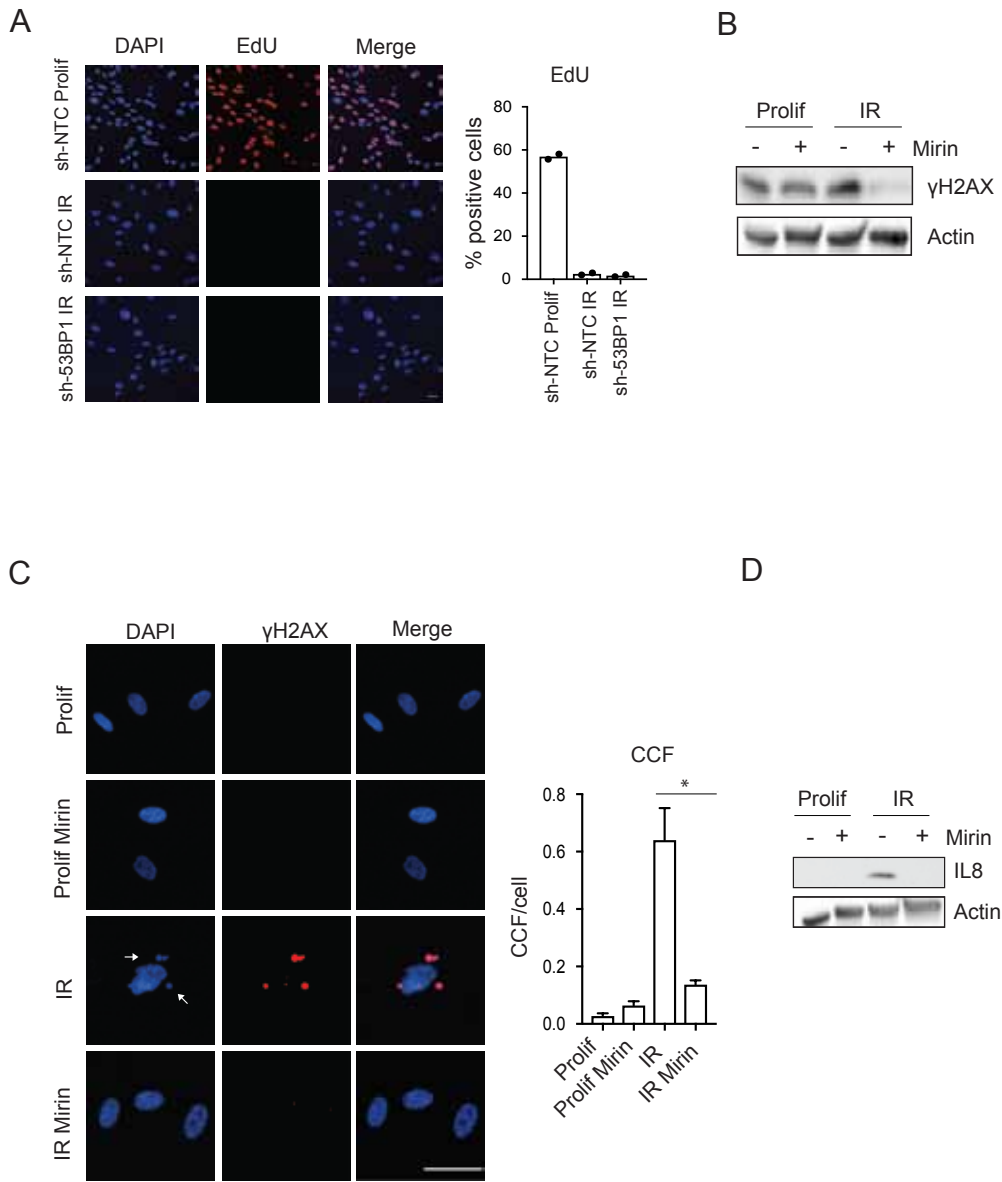 A
DAPI EdU Merge
sh-NTC Prolif
sh-NTC IR
sh-53BP1 IR
EdU
% positive cells
80
60
40
20
0
sh-NTC Prolif
sh-NTC IR
sh-53BP1 IR
B
Prolif IR
- + - + Mirin
γH2AX
Actin
C
DAPI γH2AX Merge
Prolif
Prolif Mirin
IR
IR Mirin
CCF
*
CCF/cell
0.8
0.6
0.4
0.2
0.0
Prolif
Prolif Mirin
IR
IR Mirin
D
Prolif IR
- + - + Mirin
IL8
Actin